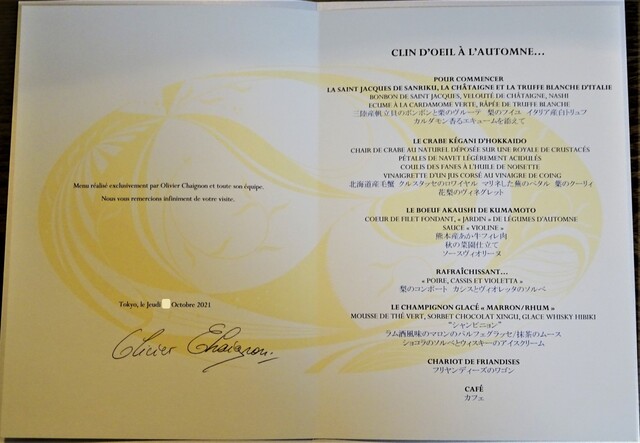 Menu réalisé exclusivement par Olivier Chaignon et toute son équipe.
Nous vous remercions infiniment de votre visite.
Tokyo, le Jeudi Octobre 2021
Olivier Chaignon.
CLIN D'OEIL À L'AUTOMNE...
POUR COMMENCER
LA SAINT JACQUES DE SANRIKU, LA CHÂTAIGNE ET LA TRUFFE BLANCHE D'ITALIE
BONBON DE SAINT JACQUES, VELOUTÉ DE CHÂTAIGNE, NASHI
ECUME À LA CARDAMOME VERTE, RÂPÉE DE TRUFFE BLANCHE
三陸産帆立貝のボンボンと栗のヴルーテ 梨のフイユ イタリア産白トリュフ
カルダモン香るエキュームを添えて
LE CRABE KÉGANI D'HOKKAIDO
CHAIR DE CRABE AU NATUREL DÉPOSÉE SUR UNE ROYALE DE CRUSTACÉS
PÉTALES DE NAVET LÉGÈREMENT ACIDULÉS
COULIS DES FANES À L'HUILE DE NOISETTE
VINAIGRETTE D'UN JUS CORSÉ AU VINAIGRE DE COING
北海道産毛蟹 クルスタッセのロワイヤル マリネした蕪のペタル 葉のクーリィ
花梨のヴィネグレット
LE BOEUF AKAUSHI DE KUMAMOTO
COEUR DE FILET FONDANT, « JARDIN » DE LÉGUMES D'AUTOMNE
SAUCE « VIOLINE »
熊本産あか牛フィレ肉
秋の菜園仕立て
ソースヴィオリーヌ
RAFRAÎCHISSANT...
« POIRE, CASSIS ET VIOLETTA »
梨のコンポート カシスとヴィオレッタのソルベ
LE CHAMPIGNON GLACÉ « MARRON/RHUM »
MOUSSE DE THÉ VERT, SORBET CHOCOLAT XINGU, GLACE WHISKY HIBIKI
“シャンピニョン”
ラム酒風味のマロンのパルフェグラッセ/抹茶のムース
ショコラのソルベとウィスキーのアイスクリーム
CHARIOT DE FRIANDISES
フリヤンディーズのワゴン
CAFÉ
カフェ